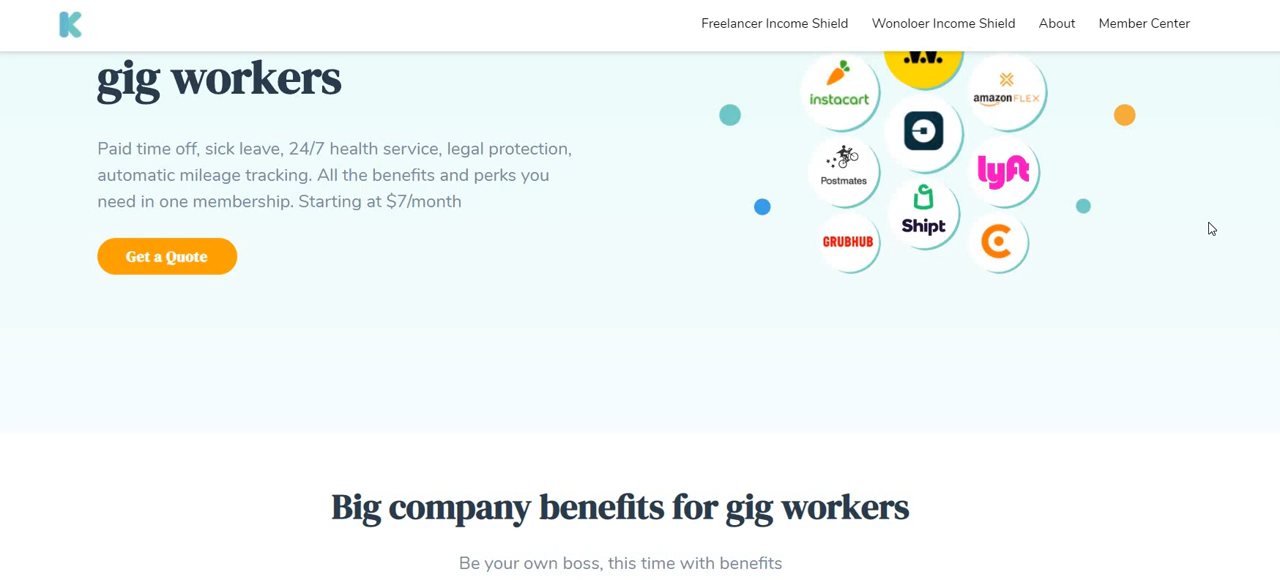 K
Freelancer Income Shield
Wonoloer Income Shield
About
Member Center
gig workers
Paid time off, sick leave, 24/7 health service, legal protection,
automatic mileage tracking. All the benefits and perks you
need in one membership. Starting at $7/month
Get a Quote
instacart
amazon FLEX
Postmates
lyft
Shipt
GRUBHUB
Big company benefits for gig workers
Be your own boss, this time with benefits